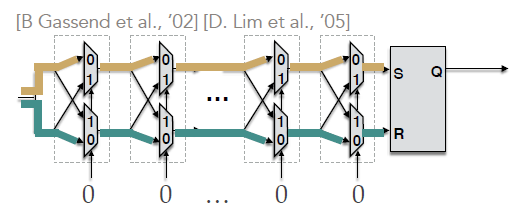 [B Gassend et al., '02] [D. Lim et al., '05]
0 0 0 0
1 1 1 1
S Q
...
1 1 1 1
0 0 0 0
R
0 0 ... 0 0